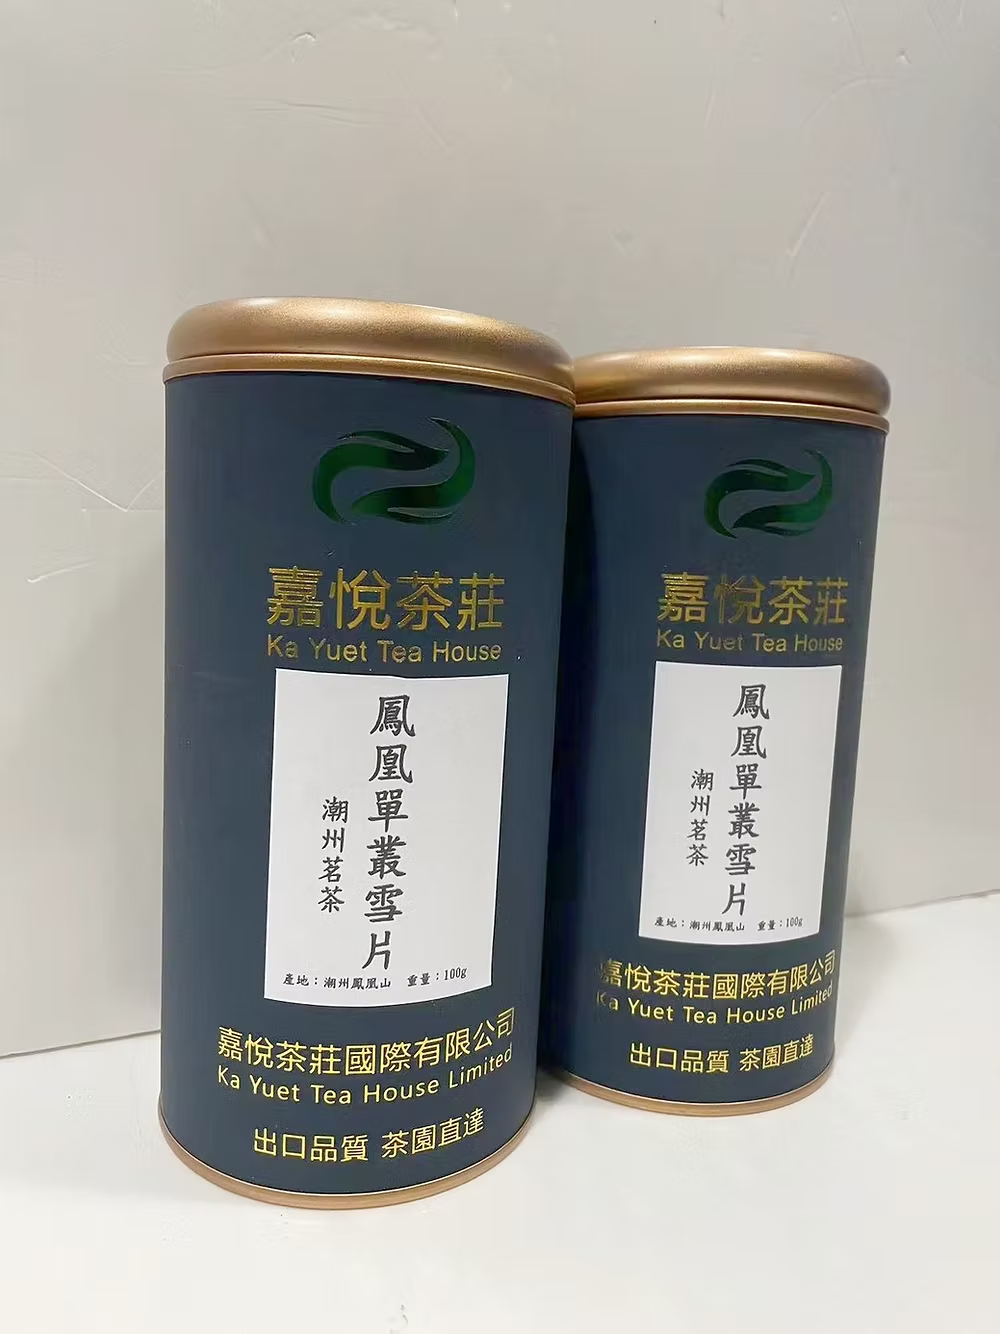 嘉悅茶莊
Ka Yuet Tea House
鳳凰單叢雪片
潮州茗茶
產地：潮州鳳凰山　重量：100g
嘉悅茶莊國際有限公司
Ka Yuet Tea House Limited
出口品質 茶園直達
嘉悅茶莊
Ka Yuet Tea House
鳳凰單叢雪片
潮州茗茶
產地：潮州鳳凰山　重量：100g
嘉悅茶莊國際有限公司
Ka Yuet Tea House Limited
出口品質 茶園直達